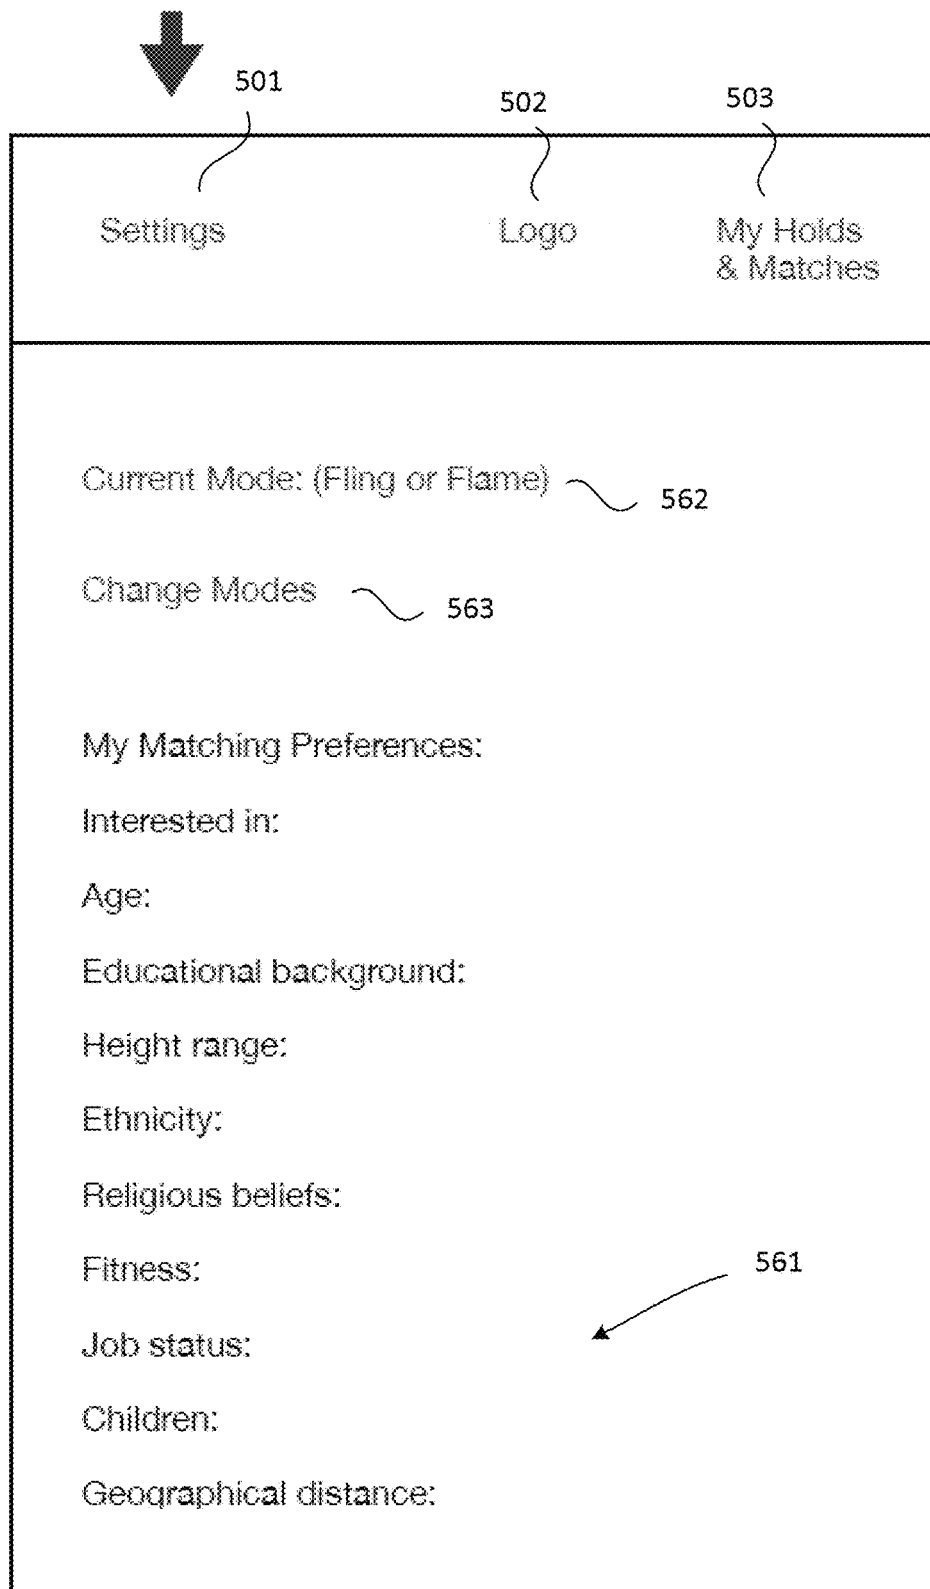 501
502
503
Settings
Logo
My Holds
& Matches
Current Mode: (Fling or Flame)
562
Change Modes
563
My Matching Preferences:
Interested in:
Age:
Educational background:
Height range:
Ethnicity:
Religious beliefs:
Fitness:
561
Job status:
Children:
Geographical distance: